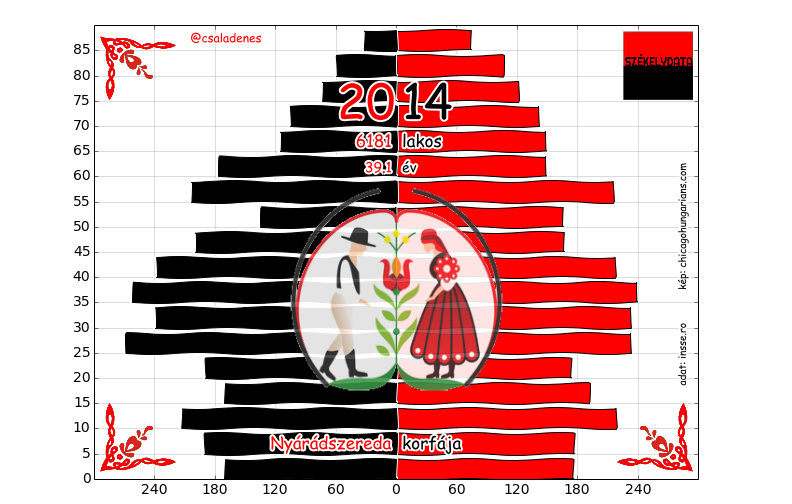 @csaladenes
SZÉKELYDATA
2014
6181 lakos
39.1 év
kép: chicagohungarians.com
adat: insse.ro
Nyárádszereda korfája
85
80
75
70
65
60
55
50
45
40
35
30
25
20
15
10
5
0
240 180 120 60 0 60 120 180 240